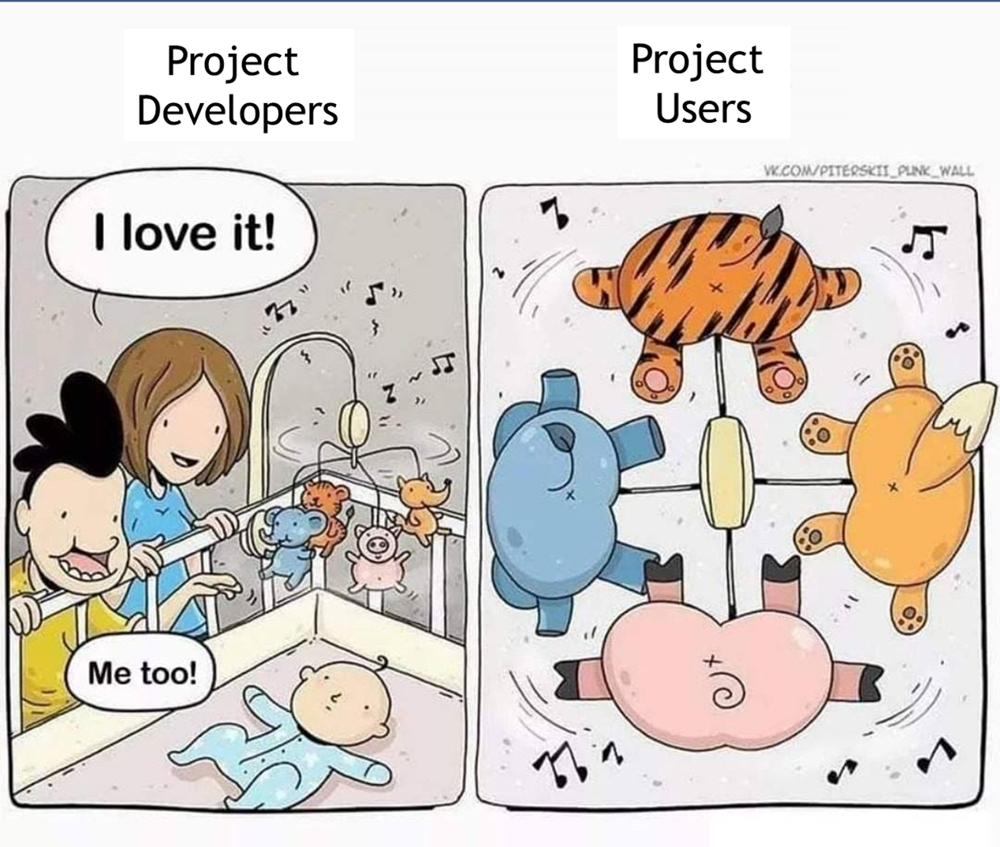 Project
Developers
Project
Users
VK.COM/PITERSKII_PUNK_WALL
I love it!
Me too!